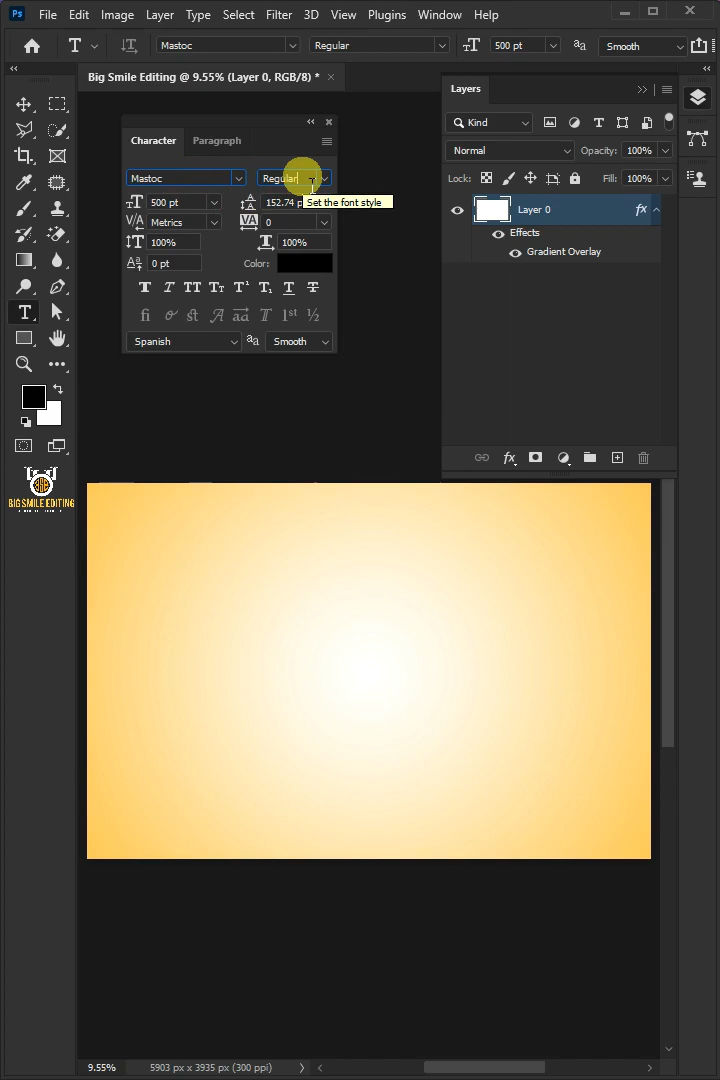 Ps File Edit Image Layer Type Select Filter 3D View Plugins Window Help
T Mastoc Regular 500 pt Smooth
Big Smile Editing @ 9.55% (Layer 0, RGB/8) *
Layers
Character Paragraph
Kind
Normal Opacity: 100%
Lock: Fill: 100%
Mastoc Regular
Set the font style
500 pt 152.74 p
Metrics 0
100% 100%
0 pt Color:
Layer 0 fx
Effects
Gradient Overlay
Spanish Smooth
BIG SMILE EDITING
9.55% 5903 px x 3935 px (300 ppi)